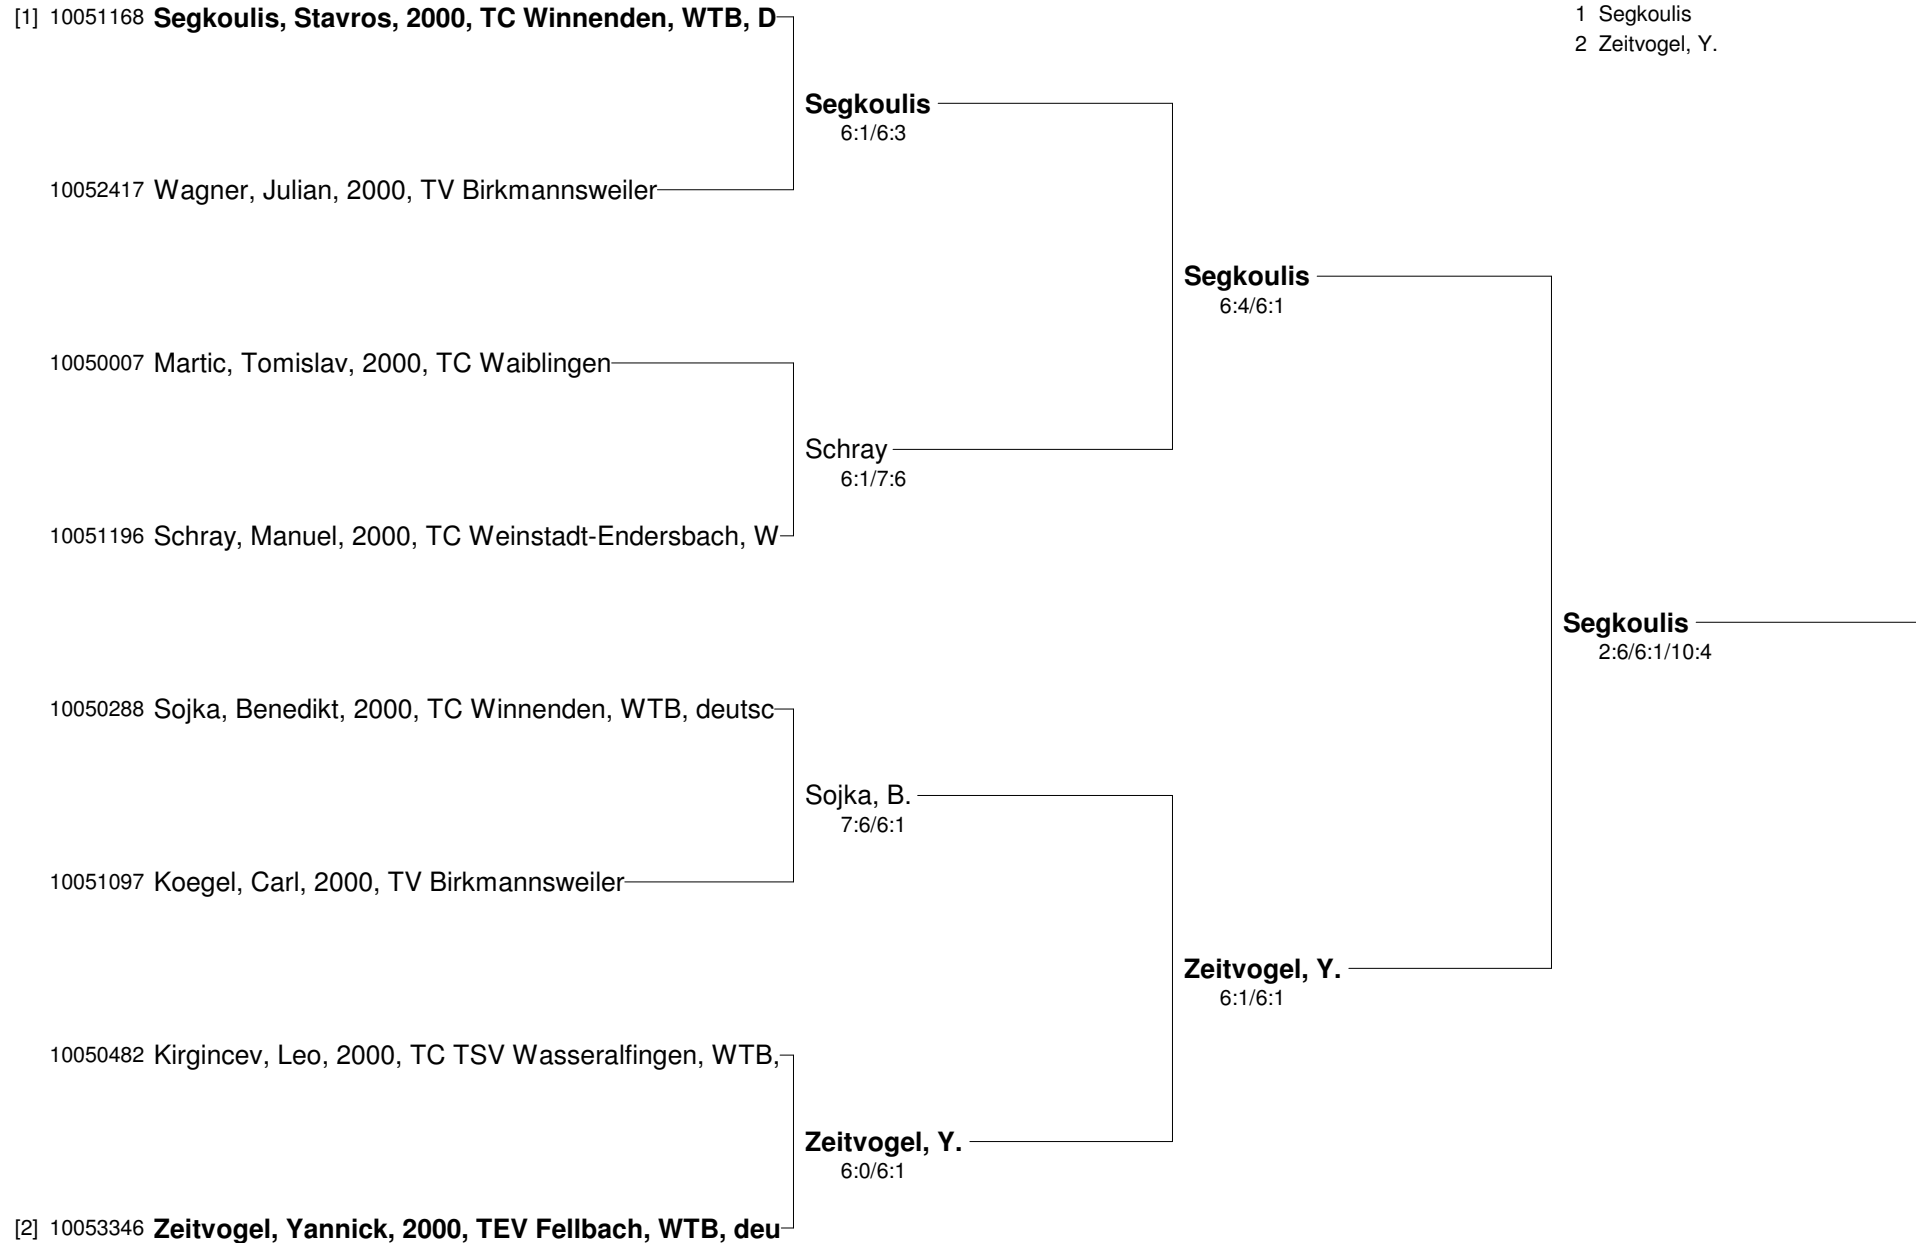 [1] 10051168 Segkoulis, Stavros, 2000, TC Winnenden, WTB, D
1 Segkoulis
2 Zeitvogel, Y.
Segkoulis
6:1/6:3
10052417 Wagner, Julian, 2000, TV Birkmannsweiler
Segkoulis
6:4/6:1
10050007 Martic, Tomislav, 2000, TC Waiblingen
Schray
6:1/7:6
10051196 Schray, Manuel, 2000, TC Weinstadt-Endersbach, W
Segkoulis
2:6/6:1/10:4
10050288 Sojka, Benedikt, 2000, TC Winnenden, WTB, deutsc
Sojka, B.
7:6/6:1
10051097 Koegel, Carl, 2000, TV Birkmannsweiler
Zeitvogel, Y.
6:1/6:1
10050482 Kirgincev, Leo, 2000, TC TSV Wasseralfingen, WTB,
Zeitvogel, Y.
6:0/6:1
[2] 10053346 Zeitvogel, Yannick, 2000, TEV Fellbach, WTB, deu